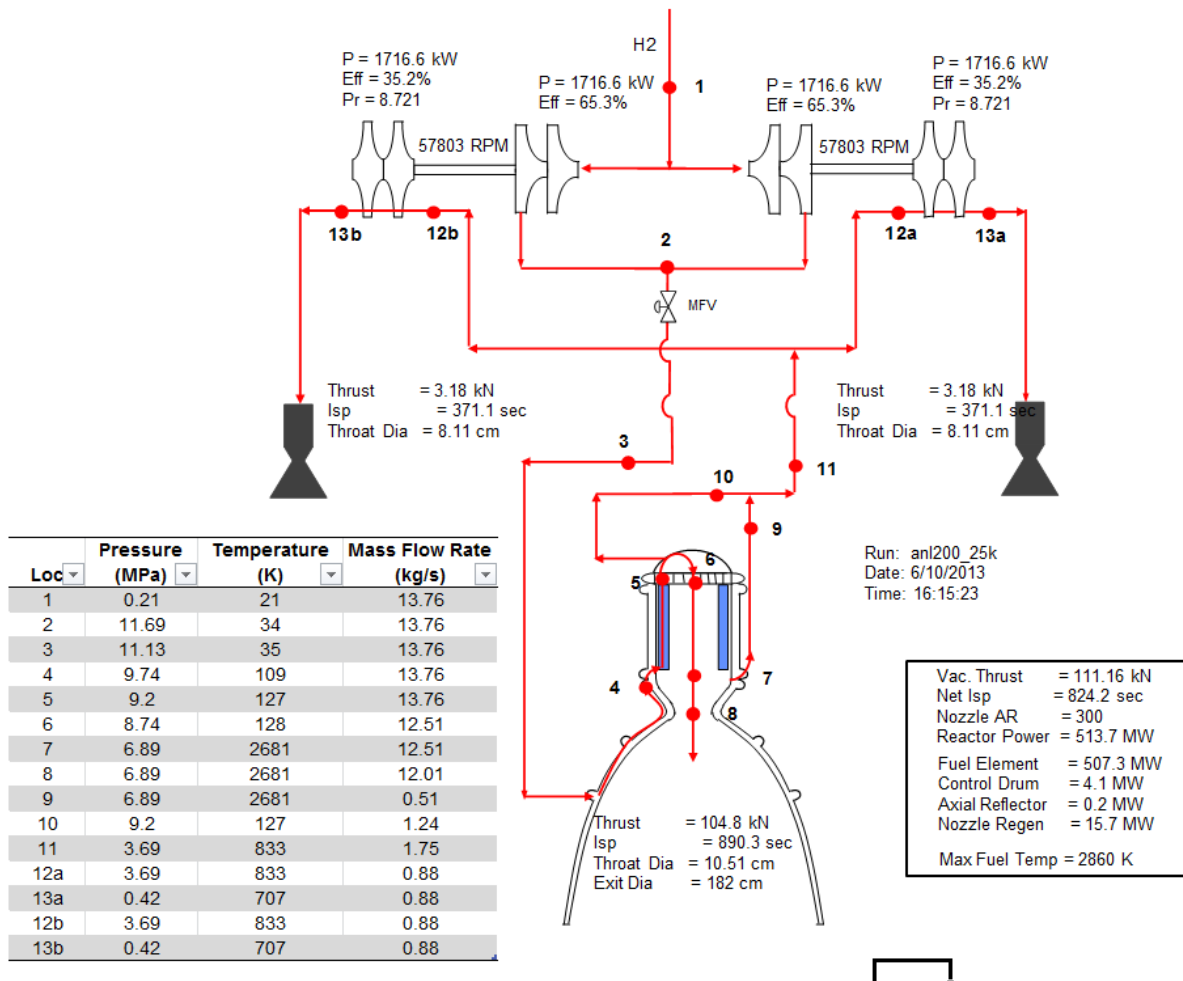 H2
P = 1716.6 kW
Eff = 35.2%
Pr = 8.721
P = 1716.6 kW
Eff = 65.3%
1
P = 1716.6 kW
Eff = 65.3%
P = 1716.6 kW
Eff = 35.2%
Pr = 8.721
57803 RPM
57803 RPM
13b
12b
2
12a
13a
MFV
Thrust = 3.18 kN
Isp = 371.1 sec
Throat Dia = 8.11 cm
Thrust = 3.18 kN
Isp = 371.1 sec
Throat Dia = 8.11 cm
3
11
10
9
6
5
4
7
8
Run: anl200_25k
Date: 6/10/2013
Time: 16:15:23
Loc Pressure (MPa) Temperature (K) Mass Flow Rate (kg/s)
1 0.21 21 13.76
2 11.69 34 13.76
3 11.13 35 13.76
4 9.74 109 13.76
5 9.2 127 13.76
6 8.74 128 12.51
7 6.89 2681 12.51
8 6.89 2681 12.01
9 6.89 2681 0.51
10 9.2 127 1.24
11 3.69 833 1.75
12a 3.69 833 0.88
13a 0.42 707 0.88
12b 3.69 833 0.88
13b 0.42 707 0.88
Thrust = 104.8 kN
Isp = 890.3 sec
Throat Dia = 10.51 cm
Exit Dia = 182 cm
Vac. Thrust = 111.16 kN
Net Isp = 824.2 sec
Nozzle AR = 300
Reactor Power = 513.7 MW
Fuel Element = 507.3 MW
Control Drum = 4.1 MW
Axial Reflector = 0.2 MW
Nozzle Regen = 15.7 MW
Max Fuel Temp = 2860 K